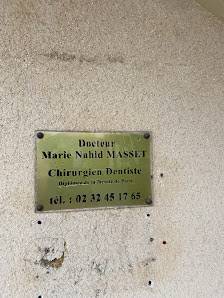 Docteur
Marie Nahid MASSET
Chirurgien Dentiste
Diplômée de la Faculté de Paris
tél. : 02 32 45 17 65